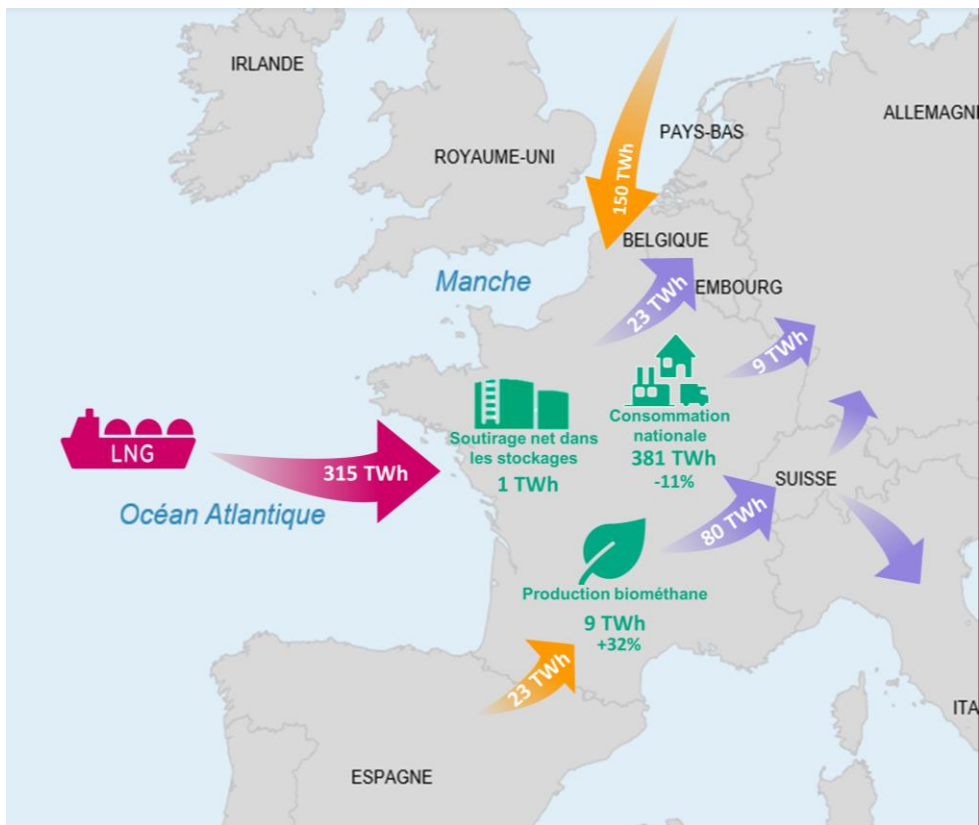 IRLANDE
ALLEMAGN
PAYS-BAS
ROYAUME-UNI
150 TWh
BELGIQUE
Manche
23 TWh
EMBOURG
9 TWh
Consommation
nationale
381 TWh
-11%
Soutirage net dans
les stockages
1 TWh
LNG
315 TWh
SUISSE
Océan Atlantique
80 TWh
Production biométhane
9 TWh
+32%
23 TWh
ITA
ESPAGNE